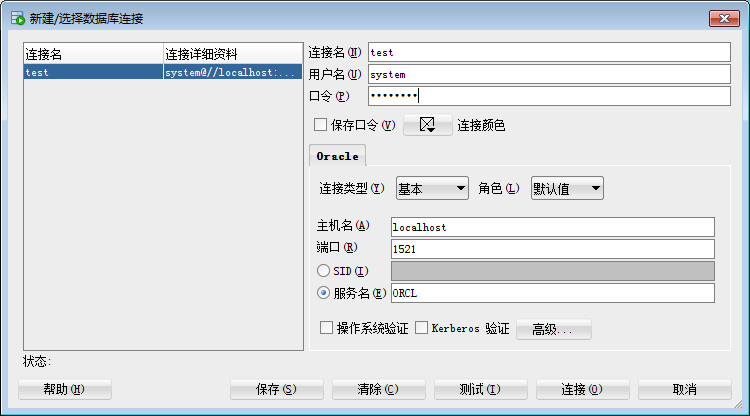 新建/选择数据库连接
连接名 连接详细资料
test system@//localhost:...
连接名(N) test
用户名(U) system
口令(P) ••••••••
保存口令(V) 连接颜色
Oracle
连接类型(Y) 基本 角色(L) 默认值
主机名(A) localhost
端口(R) 1521
SID(I)
服务名(E) ORCL
操作系统验证 Kerberos 验证 高级...
状态:
帮助(H) 保存(S) 清除(C) 测试(T) 连接(O) 取消